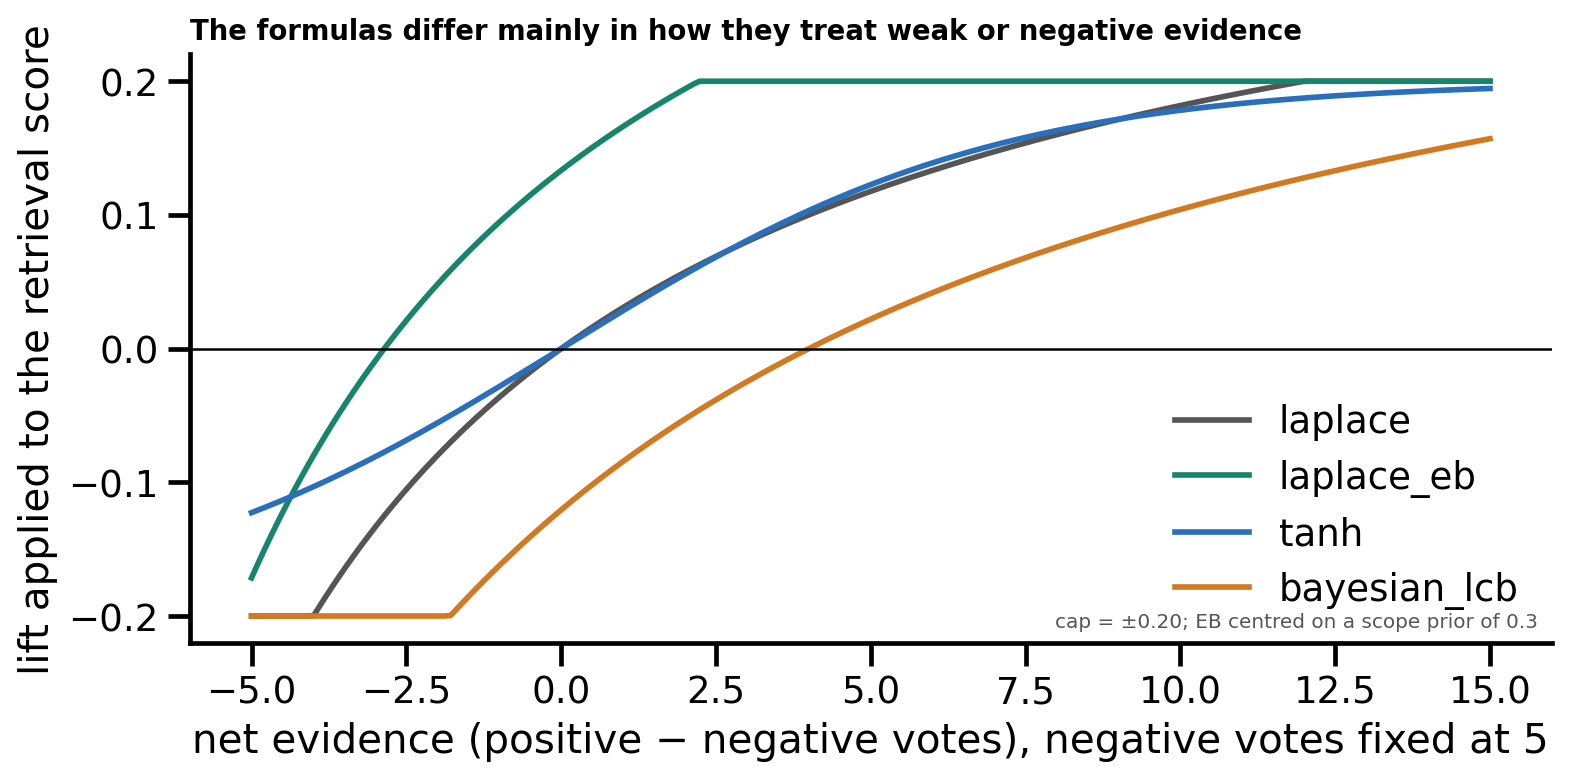 The formulas differ mainly in how they treat weak or negative evidence
lift applied to the retrieval score
0.2
0.1
0.0
−0.1
−0.2
laplace
laplace_eb
tanh
bayesian_lcb
cap = ±0.20; EB centred on a scope prior of 0.3
−5.0 −2.5 0.0 2.5 5.0 7.5 10.0 12.5 15.0
net evidence (positive − negative votes), negative votes fixed at 5